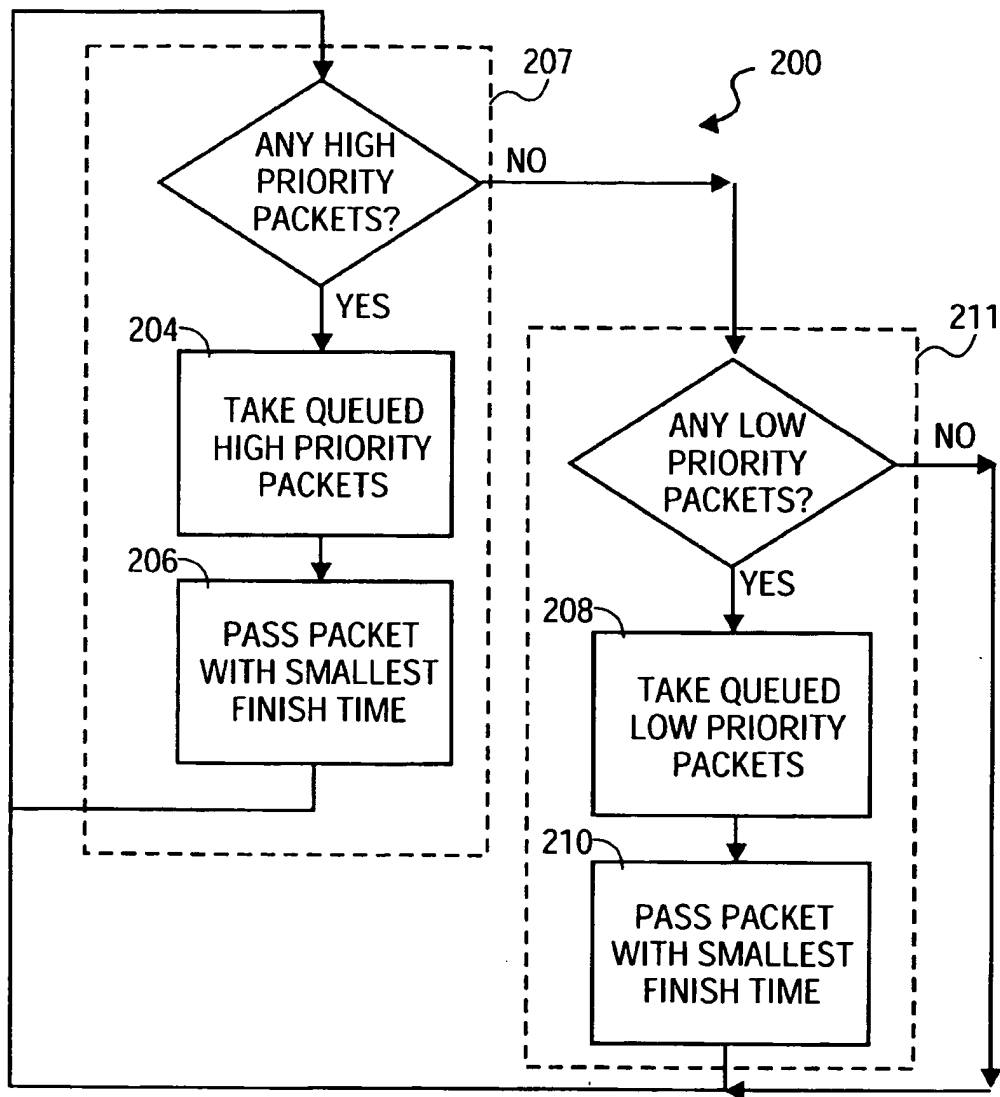 207
200
ANY HIGH
PRIORITY
PACKETS?
NO
YES
204
TAKE QUEUED
HIGH PRIORITY
PACKETS
206
PASS PACKET
WITH SMALLEST
FINISH TIME
211
ANY LOW
PRIORITY
PACKETS?
NO
YES
208
TAKE QUEUED
LOW PRIORITY
PACKETS
210
PASS PACKET
WITH SMALLEST
FINISH TIME